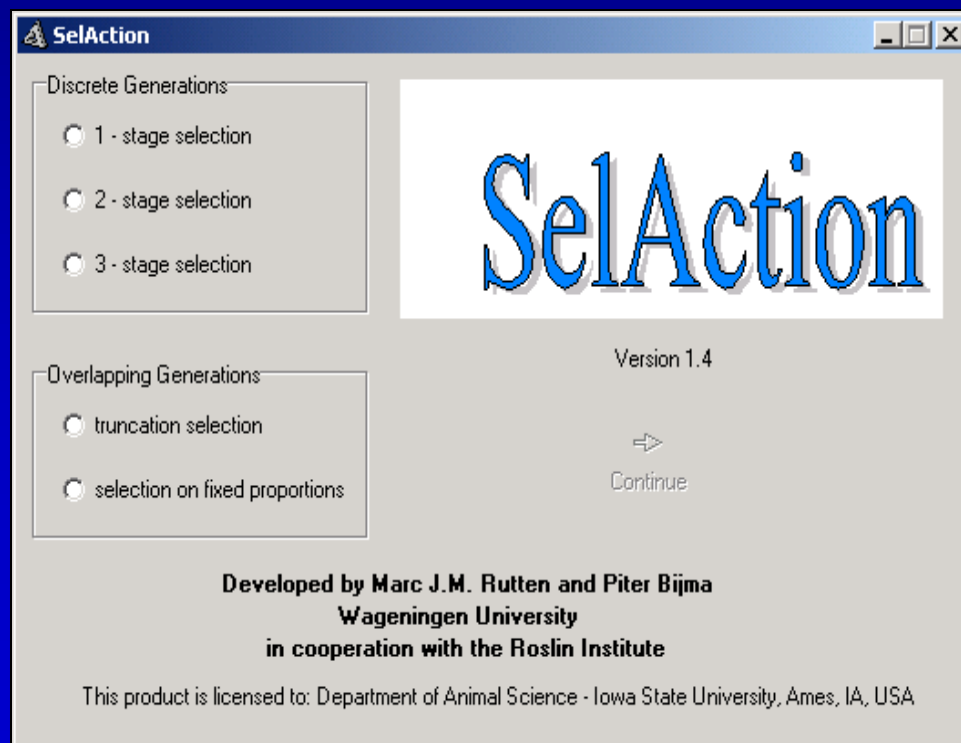 SelAction
Discrete Generations
1 - stage selection
2 - stage selection
3 - stage selection
SelAction
Version 1.4
Overlapping Generations
truncation selection
selection on fixed proportions
Continue
Developed by Marc J.M. Rutten and Piter Bijma
Wageningen University
in cooperation with the Roslin Institute
This product is licensed to: Department of Animal Science - Iowa State University, Ames, IA, USA